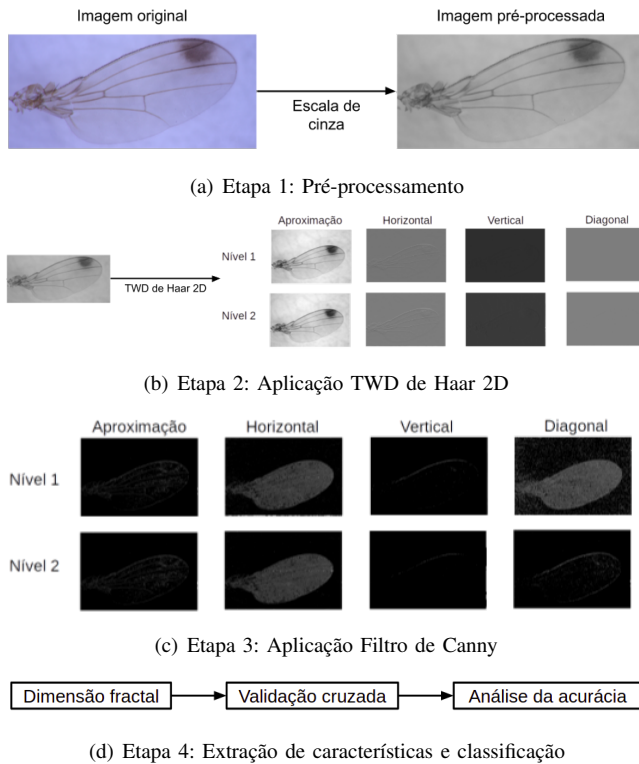 Imagem original
Imagem pré-processada
Escala de
cinza
(a) Etapa 1: Pré-processamento
Aproximação Horizontal Vertical Diagonal
Nível 1
TWD de Haar 2D
Nível 2
(b) Etapa 2: Aplicação TWD de Haar 2D
Aproximação Horizontal Vertical Diagonal
Nível 1
Nível 2
(c) Etapa 3: Aplicação Filtro de Canny
Dimensão fractal Validação cruzada Análise da acurácia
(d) Etapa 4: Extração de características e classificação